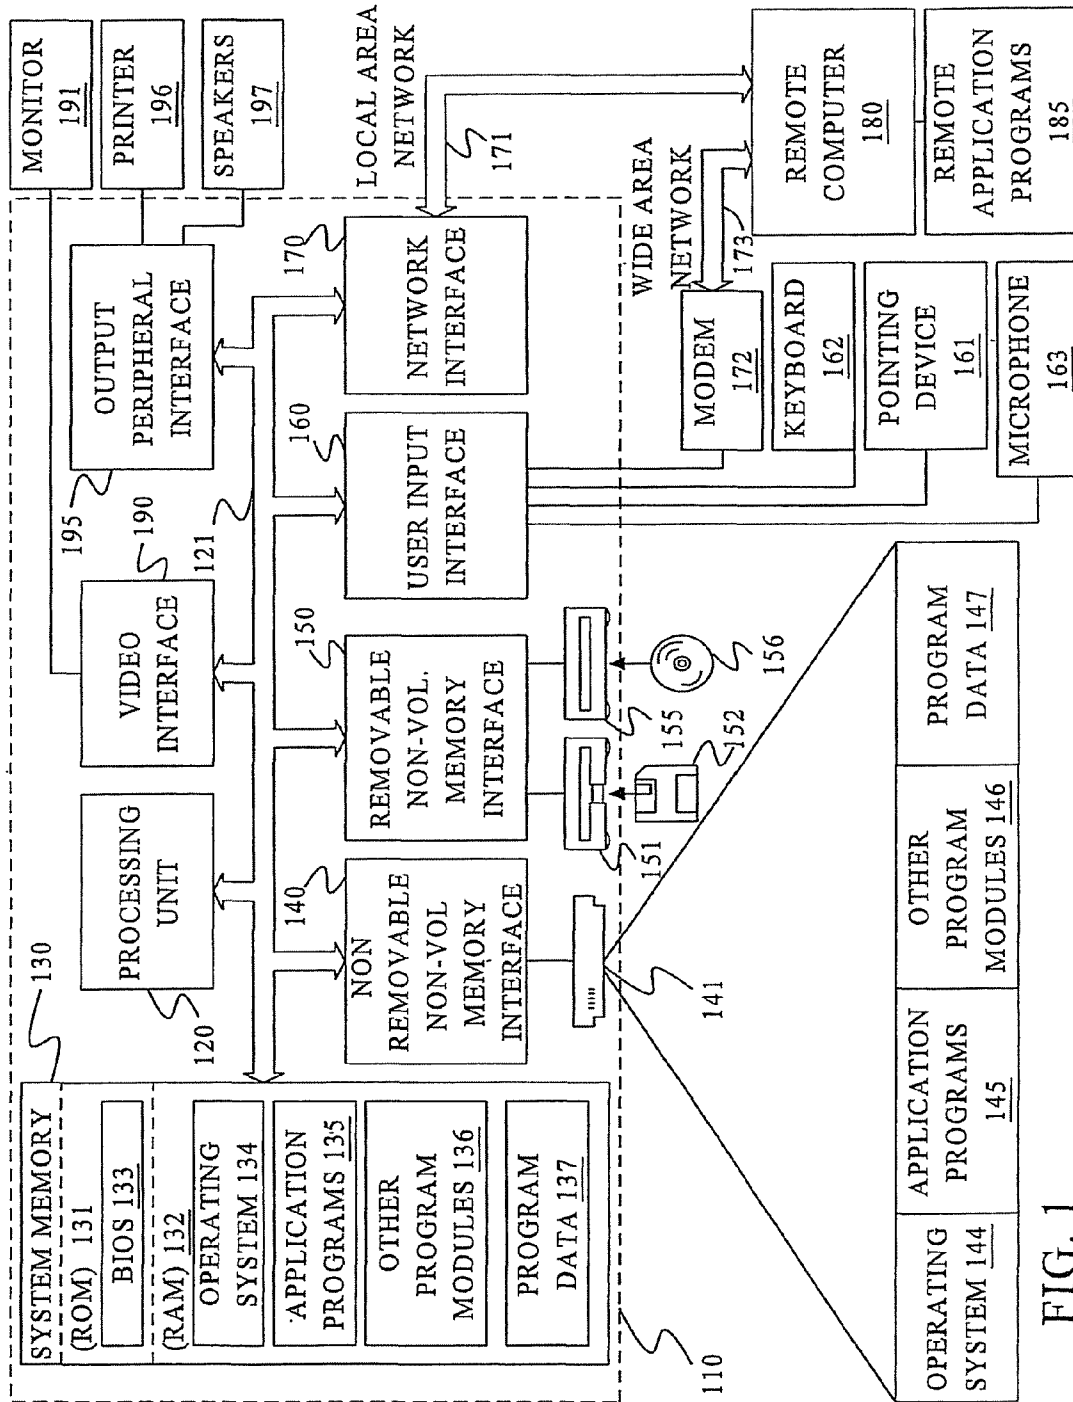 SYSTEM MEMORY
(ROM) 131
BIOS 133
(RAM) 132
OPERATING
SYSTEM 134
APPLICATION
PROGRAMS 135
OTHER
PROGRAM
MODULES 136
PROGRAM
DATA 137
130
120
PROCESSING
UNIT
VIDEO
INTERFACE
190
195
OUTPUT
PERIPHERAL
INTERFACE
121
MONITOR
191
PRINTER
196
SPEAKERS
197
140
NON
REMOVABLE
NON-VOL
MEMORY
INTERFACE
150
REMOVABLE
NON-VOL.
MEMORY
INTERFACE
160
USER INPUT
INTERFACE
170
NETWORK
INTERFACE
LOCAL AREA
NETWORK
171
110
141
151
152
155
156
WIDE AREA
NETWORK
173
MODEM
172
KEYBOARD
162
POINTING
DEVICE
161
MICROPHONE
163
REMOTE
COMPUTER
180
REMOTE
APPLICATION
PROGRAMS
185
OPERATING
SYSTEM 144
APPLICATION
PROGRAMS
145
OTHER
PROGRAM
MODULES 146
PROGRAM
DATA 147
FIG. 1